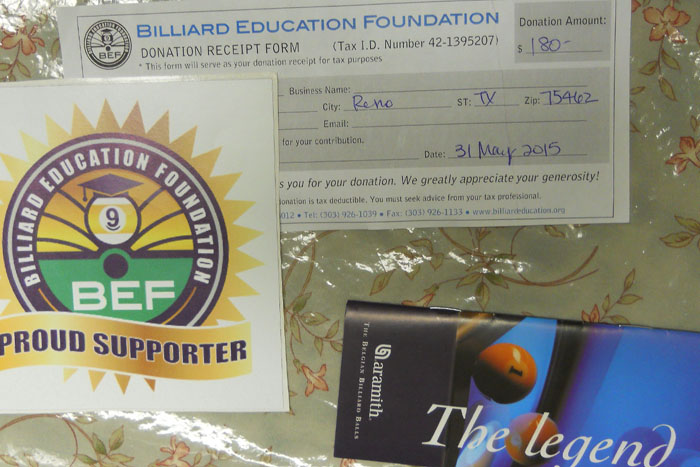 BILLIARD EDUCATION FOUNDATION
Donation Amount:
BEF
DONATION RECEIPT FORM (Tax I.D. Number 42-1395207)
$ 180-
* This form will serve as your donation receipt for tax purposes
Business Name:
City: Reno ST: TX Zip: 75462
Email:
for your contribution.
Date: 31 May 2015
s you for your donation. We greatly appreciate your generosity!
donation is tax deductible. You must seek advice from your tax professional.
012 • Tel: (303) 926-1039 • Fax: (303) 926-1133 • www.billiardeducation.org
BILLIARD EDUCATION FOUNDATION
9
BEF
PROUD SUPPORTER
aramith
THE BELGIAN BILLIARD BALLS
1
The legend